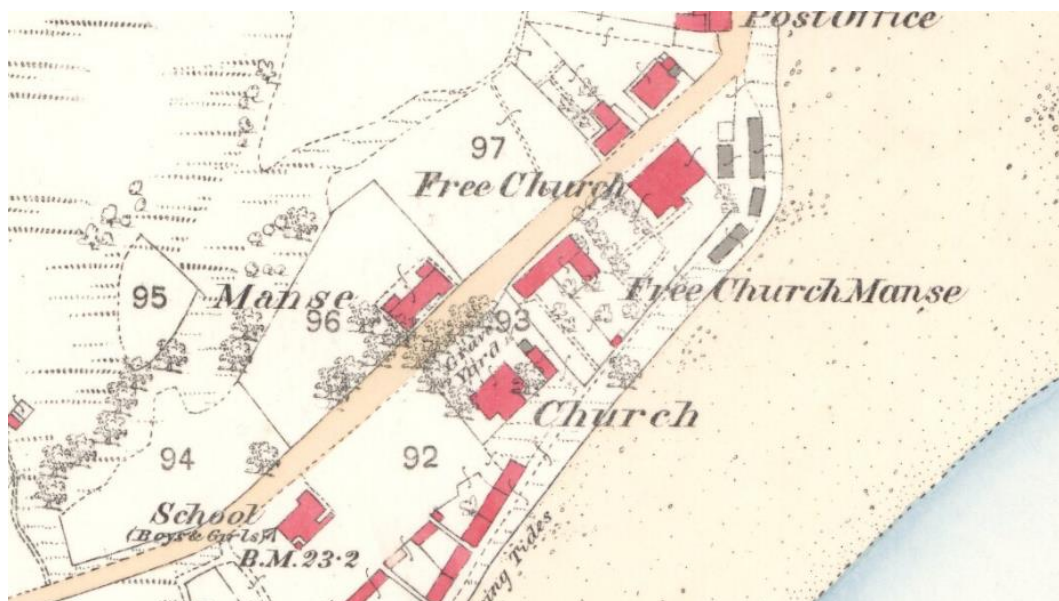 Post Office
97
Free Church
95
Manse
96
93
Free Church Manse
Grave
Yard
Church
94
92
School
(Boys & Girls)
B.M. 23·2
ing Tides